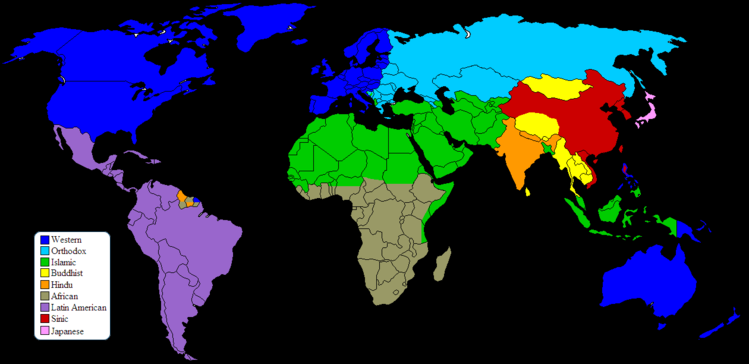 Western
Orthodox
Islamic
Buddhist
Hindu
African
Latin American
Sinic
Japanese